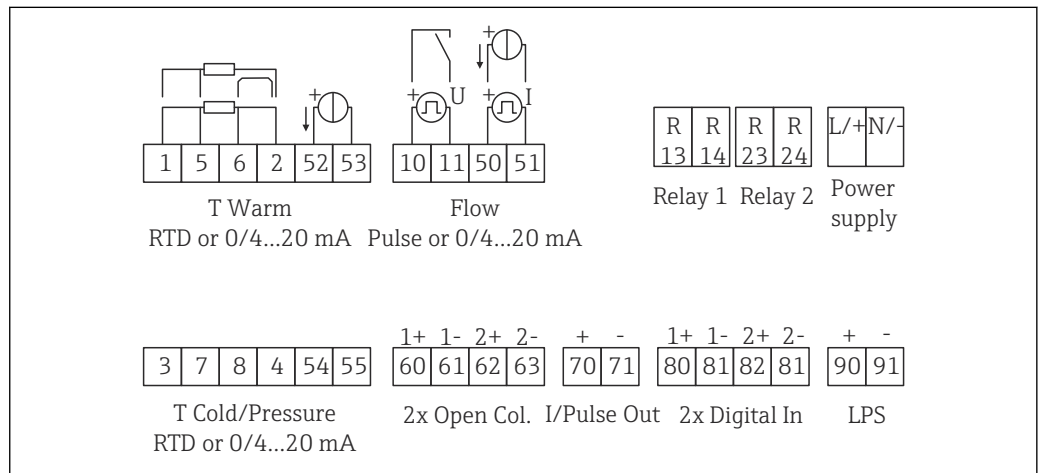 + U + I
+ +
1 5 6 2 52 53
10 11 50 51
R R R R L/+ N/-
13 14 23 24
T Warm
RTD or 0/4...20 mA
Flow
Pulse or 0/4...20 mA
Relay 1 Relay 2
Power
supply
3 7 8 4 54 55
T Cold/Pressure
RTD or 0/4...20 mA
1+ 1- 2+ 2-
60 61 62 63
2x Open Col.
+ -
70 71
I/Pulse Out
1+ 1- 2+ 2-
80 81 82 81
2x Digital In
+ -
90 91
LPS